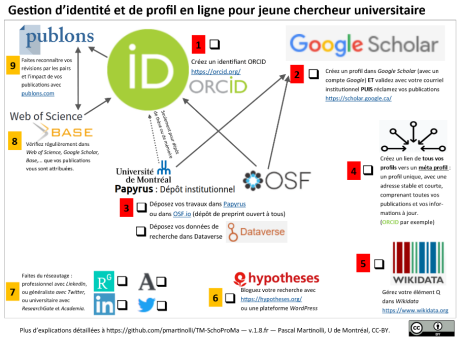 Gestion d'identité et de profil en ligne pour jeune chercheur universitaire
publons
9
Faites reconnaître vos
révisions par les pairs
et l'impact de vos
publications avec
publons.com
iD
1
Créez un identifiant ORCID
https://orcid.org/
ORCID
Google Scholar
2
Créez un profil dans Google Scholar (avec un
compte Google) ET validez avec votre courriel
institutionnel PUIS réclamez vos publications
https://scholar.google.ca/
Web of Science
BASE
8
Vérifiez régulièrement dans
Web of Science, Google Scholar,
Base,... que vos publications
vous sont attribuées.
Université
de Montréal
Papyrus : Dépôt institutionnel
OSF
3
Déposez vos travaux dans Papyrus
ou dans OSF.io (dépôt de preprint ouvert à tous)
Déposez vos données de
recherche dans Dataverse
Dataverse
4
Créez un lien de tous vos
profils vers un méta profil :
un profil unique, avec une
adresse stable et courte,
comprenant toutes vos
publications et vos infor-
mations à jour.
(ORCID par exemple)
5
WIKIDATA
Gérez votre élément Q
dans Wikidata
https://www.wikidata.org
hypotheses
6
Bloguez votre recherche avec
https://hypotheses.org/
ou une plateforme WordPress
7
Faites du réseautage :
professionnel avec LinkedIn,
ou généraliste avec Twitter,
ou universitaire avec
ResearchGate et Academia.
RG
A
in
Plus d'explications détaillées à https://github.com/pmartinolli/TM-SchoProMa — v.1.8.fr — Pascal Martinolli, U de Montréal, CC-BY.
cc
BY